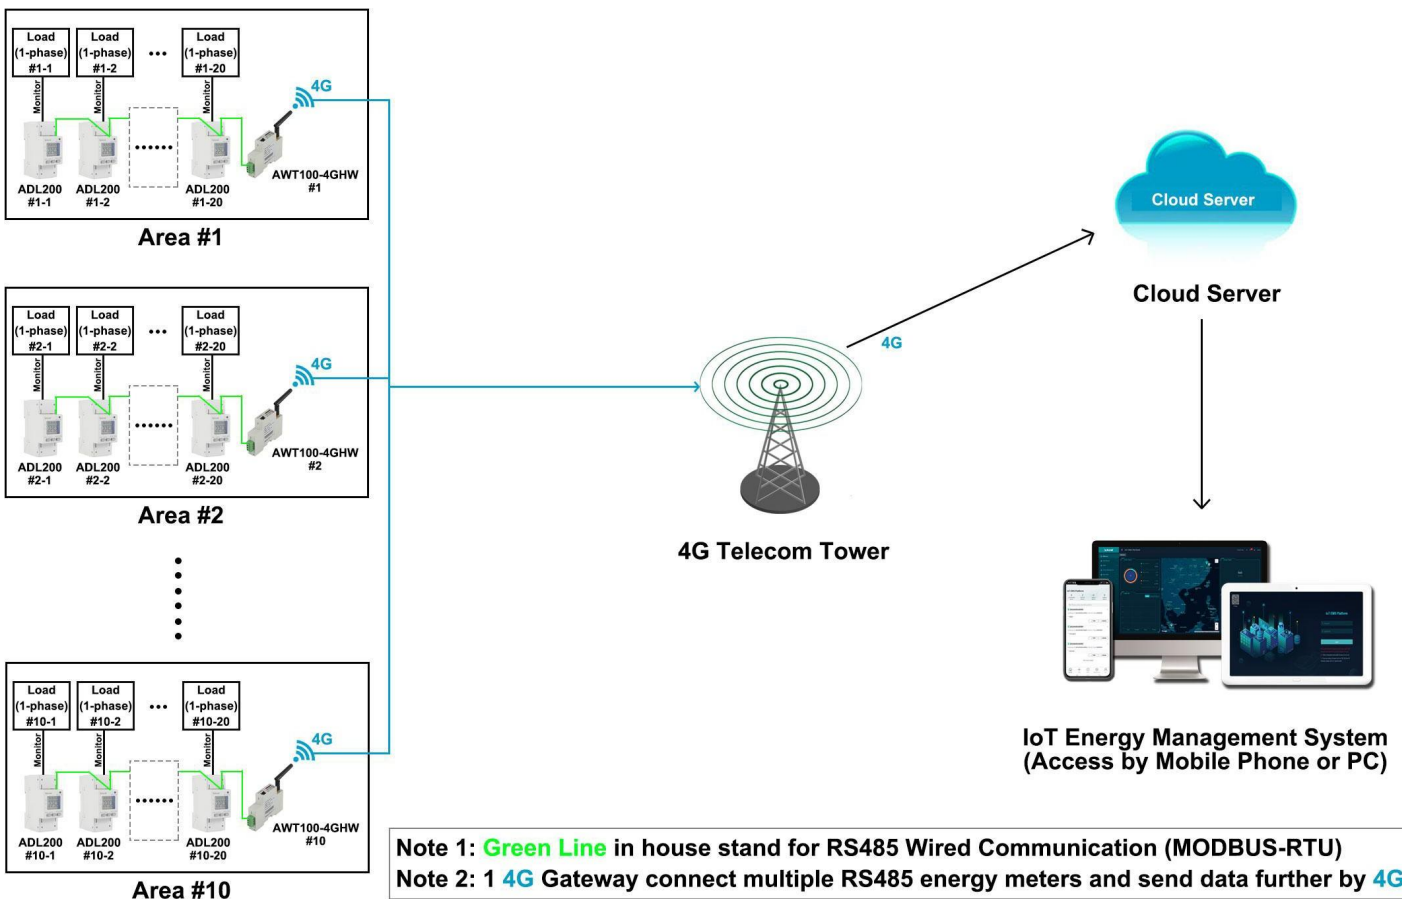 Load
(1-phase)
#1-1
Load
(1-phase)
#1-2
Load
(1-phase)
#1-20
Monitor
Monitor
Monitor
4G
ADL200
#1-1
ADL200
#1-2
ADL200
#1-20
AWT100-4GHW
#1
Area #1
Load
(1-phase)
#2-1
Load
(1-phase)
#2-2
Load
(1-phase)
#2-20
Monitor
Monitor
Monitor
4G
ADL200
#2-1
ADL200
#2-2
ADL200
#2-20
AWT100-4GHW
#2
Area #2
Load
(1-phase)
#10-1
Load
(1-phase)
#10-2
Load
(1-phase)
#10-20
Monitor
Monitor
Monitor
4G
ADL200
#10-1
ADL200
#10-2
ADL200
#10-20
AWT100-4GHW
#10
Area #10
4G Telecom Tower
4G
Cloud Server
Cloud Server
IoT Energy Management System
(Access by Mobile Phone or PC)
Note 1: Green Line in house stand for RS485 Wired Communication (MODBUS-RTU)
Note 2: 1 4G Gateway connect multiple RS485 energy meters and send data further by 4G